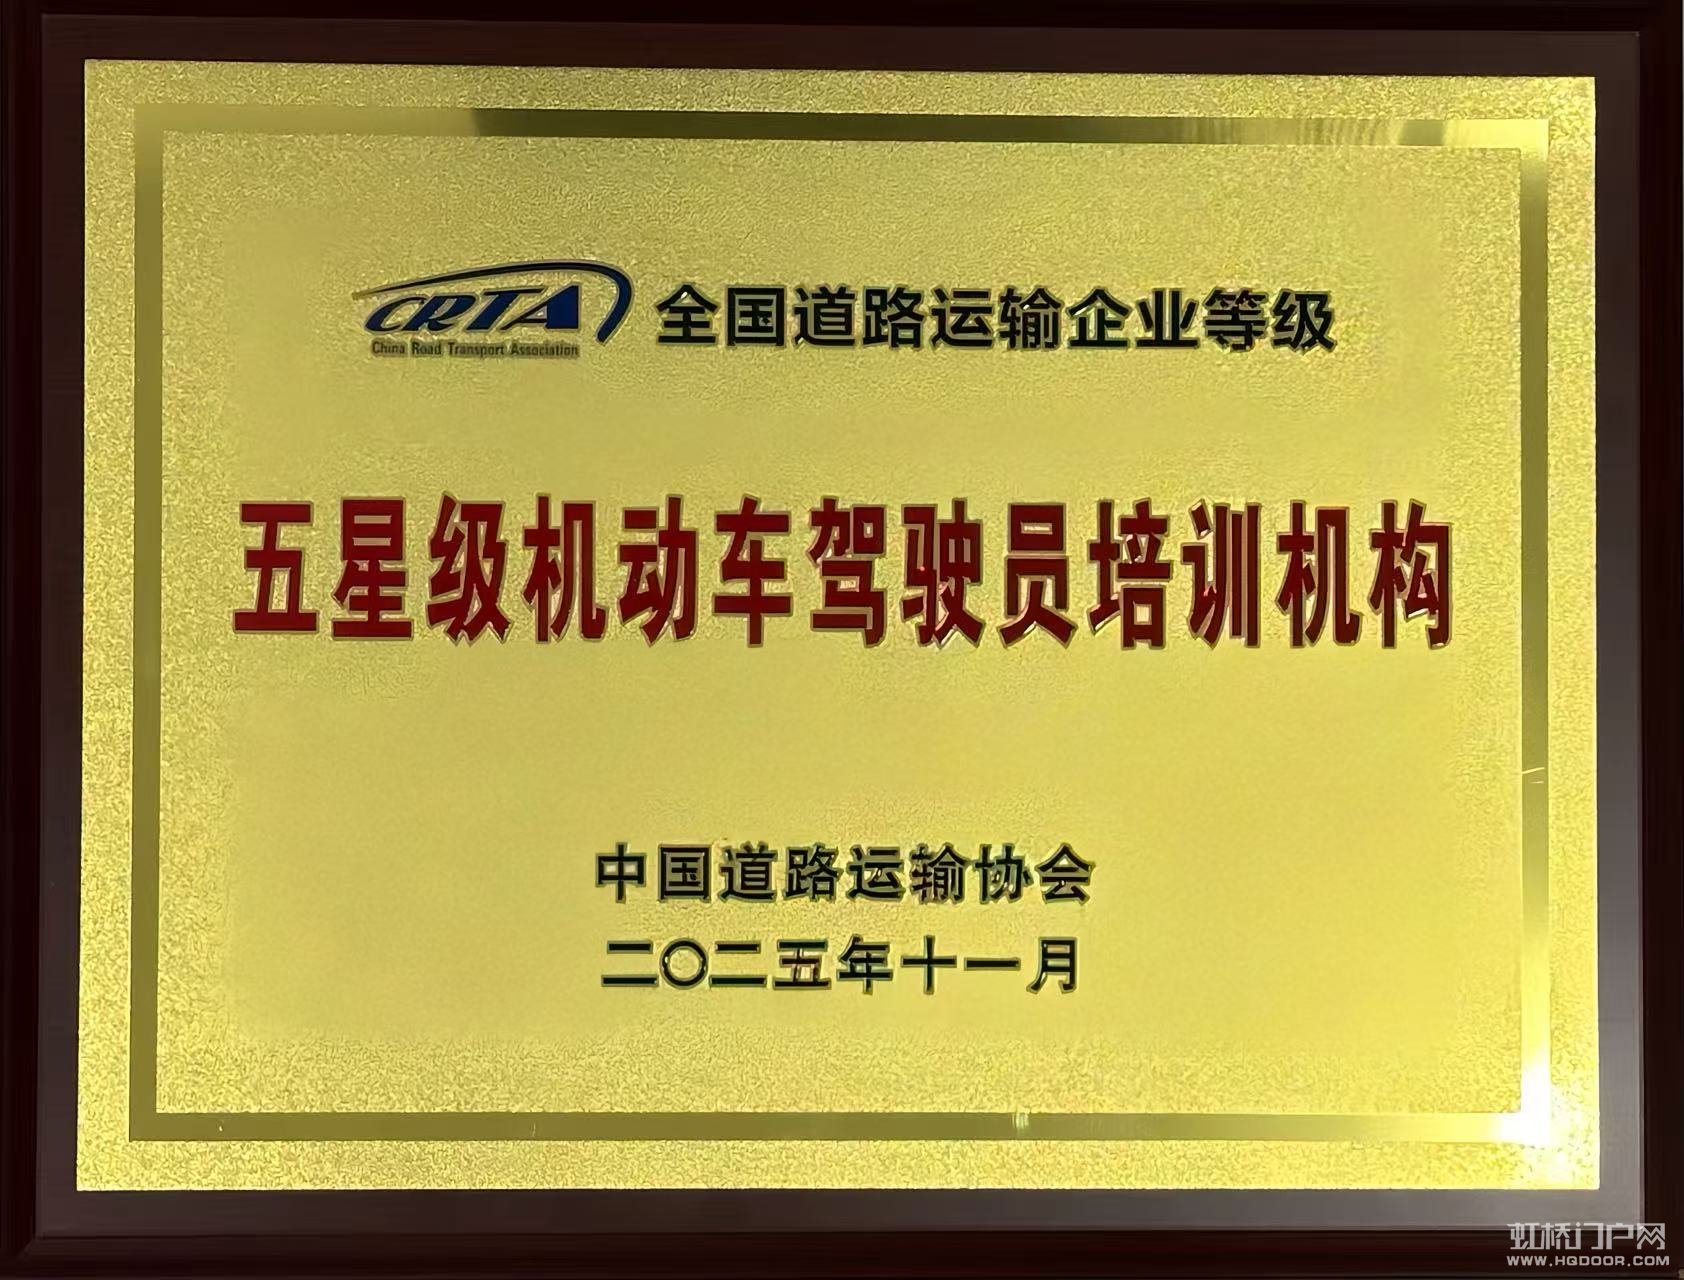 CRTA 全国道路运输企业等级
China Road Transport Association
五星级机动车驾驶员培训机构
中国道路运输协会
二〇二五年十一月
虹桥门户网
WWW.HQDOOR.COM